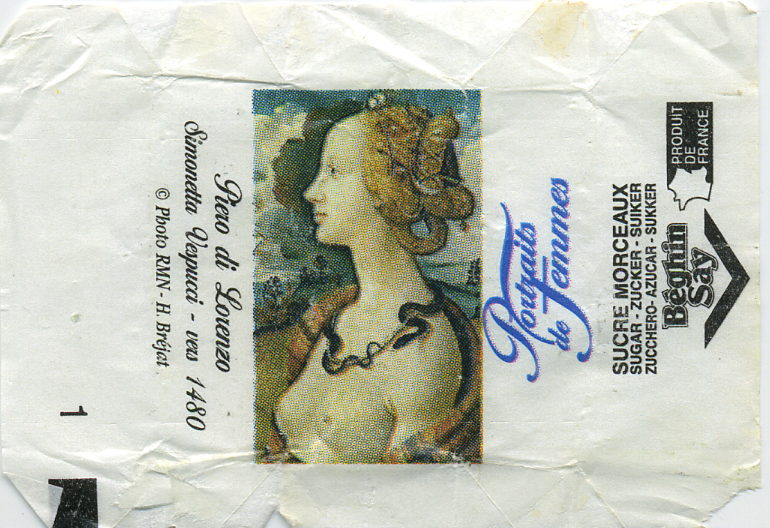 PRODUIT
DE
FRANCE
Béghin
Say
SUCRE MORCEAUX
SUGAR - ZUCKER - SUIKER
ZUCCHERO - AZUCAR - SUKKER
Portraits
de Femmes
Piero di Lorenzo
Simonetta Vespucci - vers 1480
© Photo RMN - H. Bréjat
1